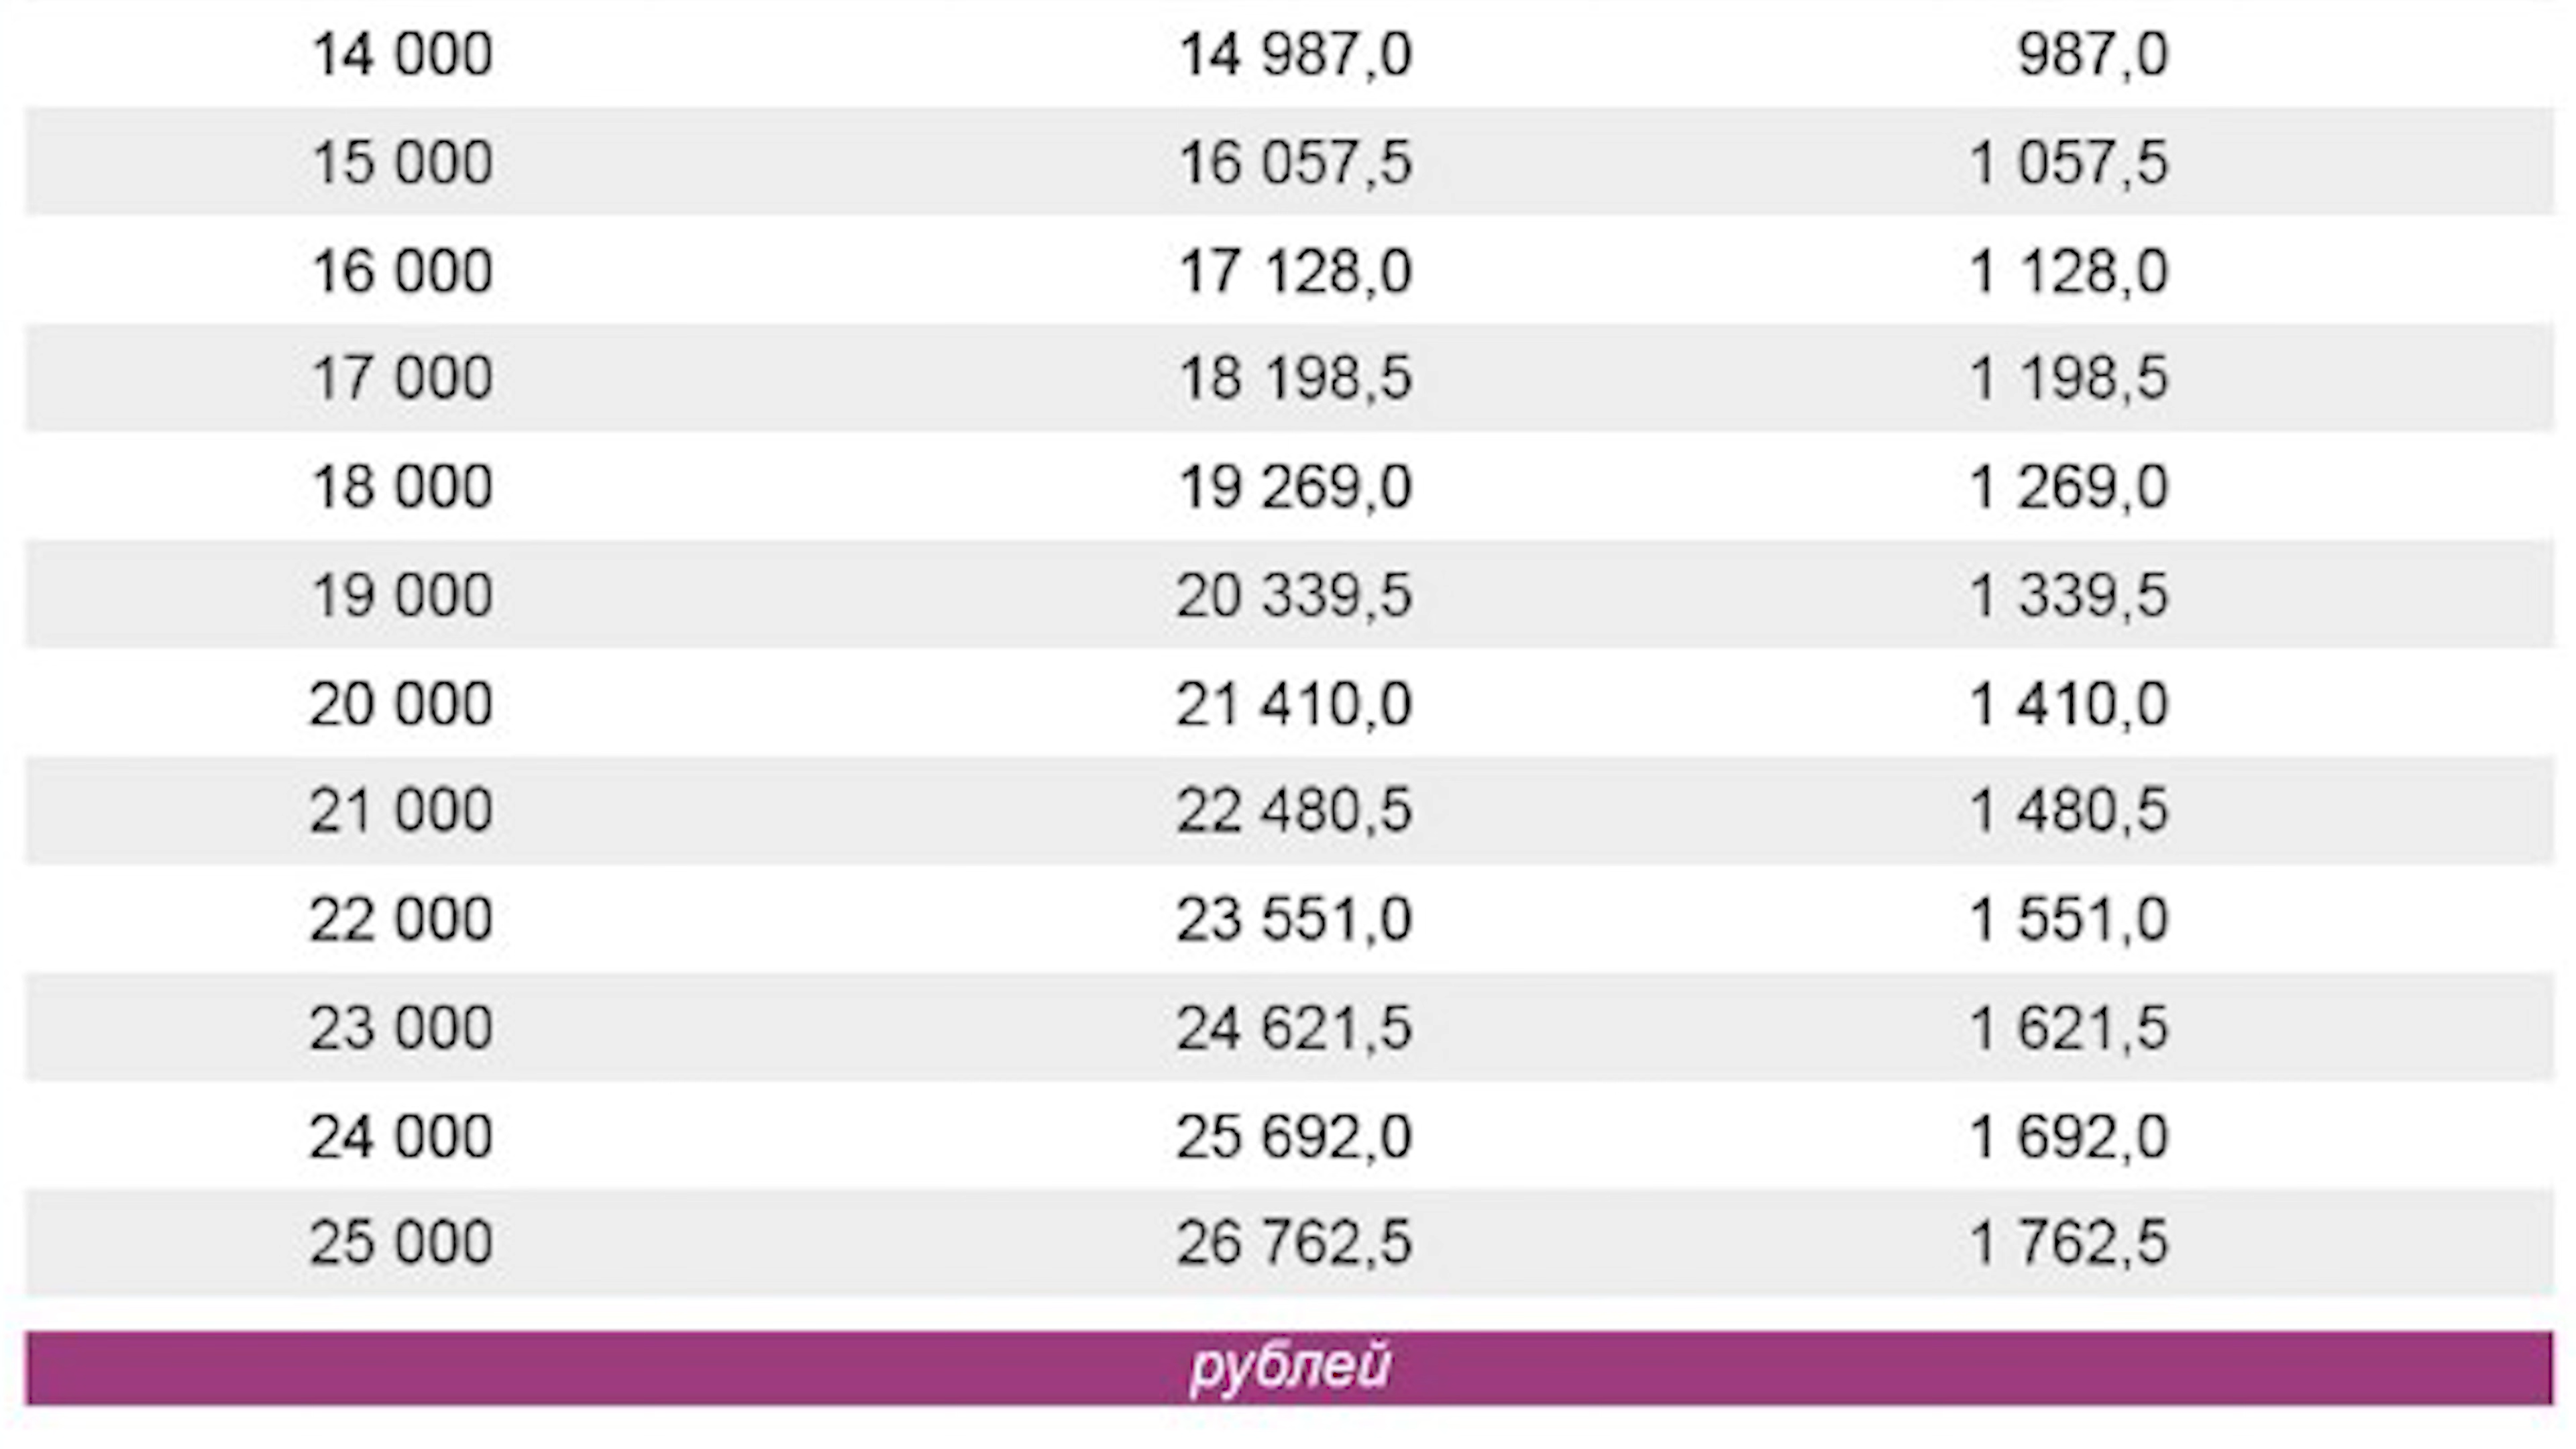 14 000 14 987,0 987,0
15 000 16 057,5 1 057,5
16 000 17 128,0 1 128,0
17 000 18 198,5 1 198,5
18 000 19 269,0 1 269,0
19 000 20 339,5 1 339,5
20 000 21 410,0 1 410,0
21 000 22 480,5 1 480,5
22 000 23 551,0 1 551,0
23 000 24 621,5 1 621,5
24 000 25 692,0 1 692,0
25 000 26 762,5 1 762,5
рублей